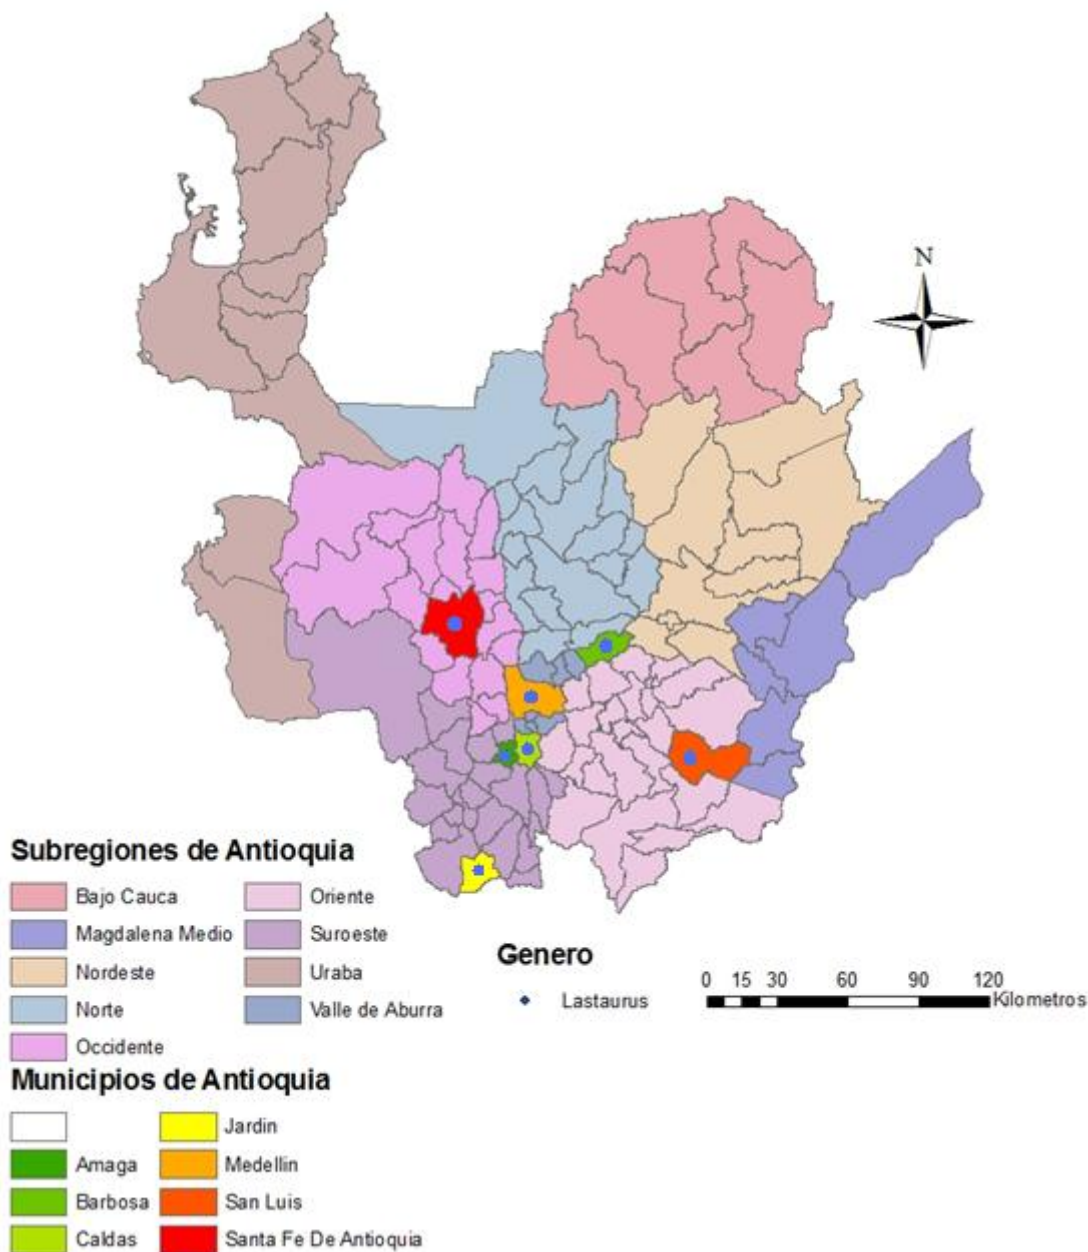 N
Subregiones de Antioquia
Bajo Cauca
Magdalena Medio
Nordeste
Norte
Occidente
Oriente
Suroeste
Uraba
Valle de Aburra
Genero
Lastaurus
0 15 30 60 90 120
Kilometros
Municipios de Antioquia
Amaga
Barbosa
Caldas
Jardin
Medellin
San Luis
Santa Fe De Antioquia